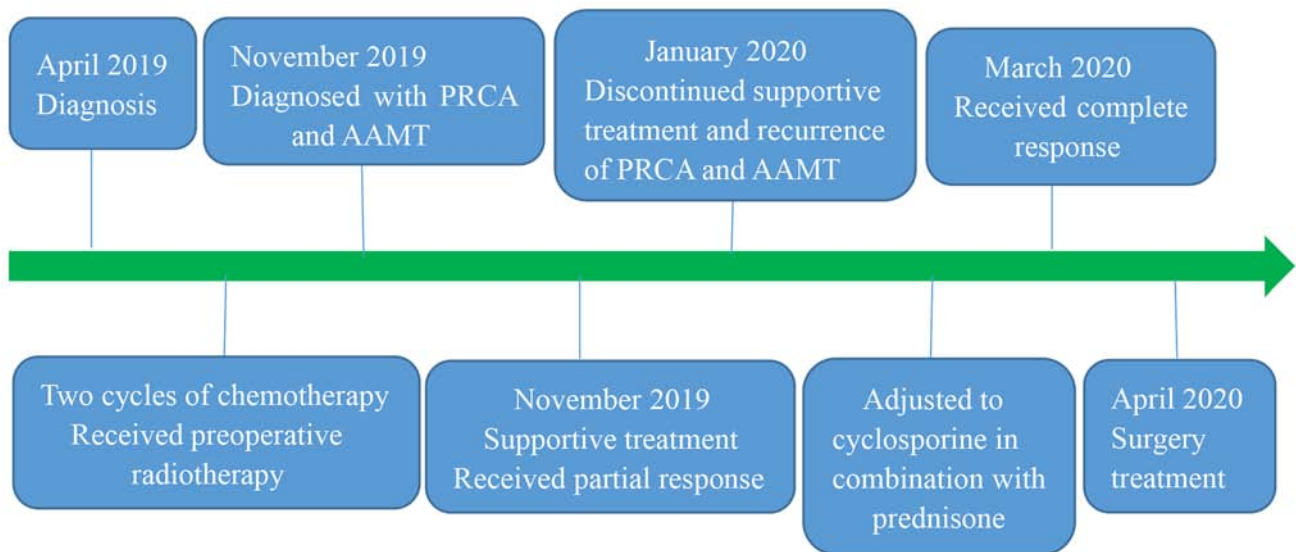 April 2019
Diagnosis
November 2019
Diagnosed with PRCA
and AAMT
January 2020
Discontinued supportive
treatment and recurrence
of PRCA and AAMT
March 2020
Received complete
response
Two cycles of chemotherapy
Received preoperative
radiotherapy
November 2019
Supportive treatment
Received partial response
Adjusted to
cyclosporine in
combination with
prednisone
April 2020
Surgery
treatment